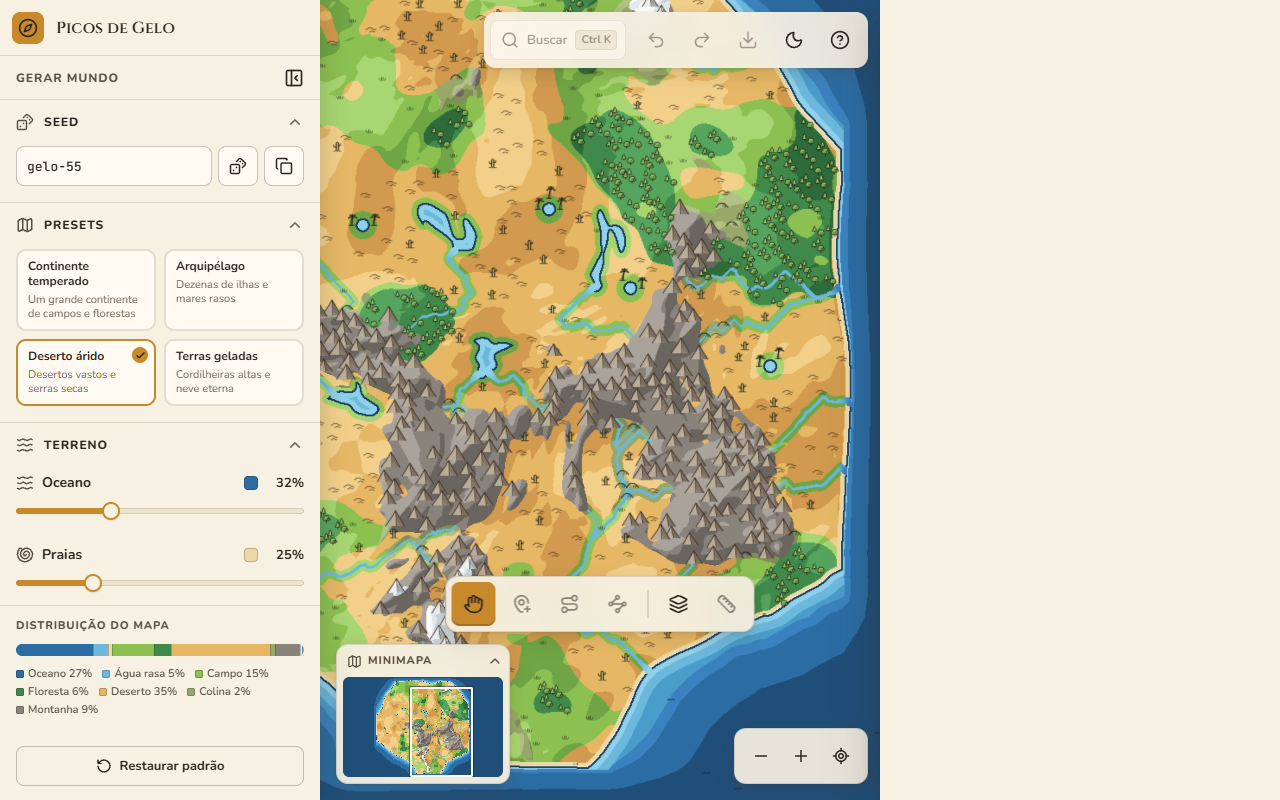 Picos de Gelo
GERAR MUNDO
SEED
gelo-55
PRESETS
Continente
temperado
Um grande continente
de campos e florestas
Arquipélago
Dezenas de ilhas e
mares rasos
Deserto árido
Desertos vastos e
serras secas
Terras geladas
Cordilheiras altas e
neve eterna
TERRENO
Oceano 32%
Praias 25%
DISTRIBUIÇÃO DO MAPA
Oceano 27% Água rasa 5% Campo 15%
Floresta 6% Deserto 35% Colina 2%
Montanha 9%
Restaurar padrão
Buscar Ctrl K
MINIMAPA